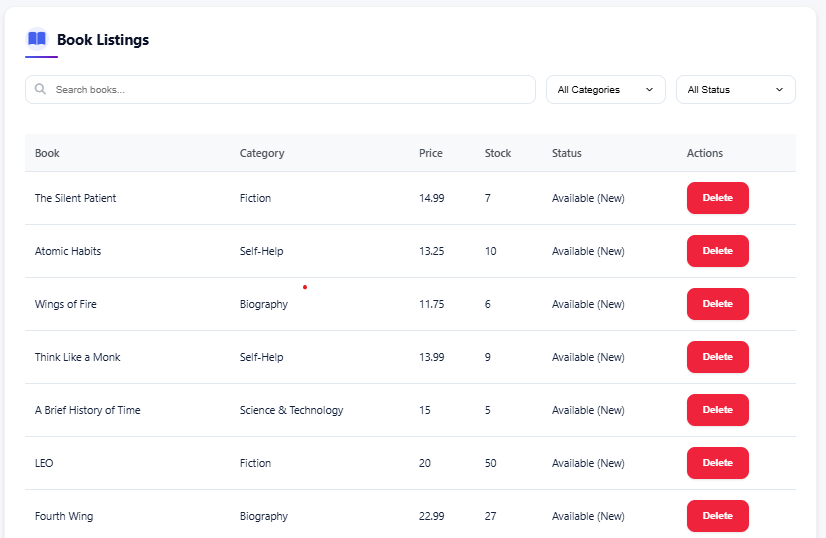 Book Listings
Search books... All Categories All Status
Book Category Price Stock Status Actions
The Silent Patient Fiction 14.99 7 Available (New) Delete
Atomic Habits Self-Help 13.25 10 Available (New) Delete
Wings of Fire Biography 11.75 6 Available (New) Delete
Think Like a Monk Self-Help 13.99 9 Available (New) Delete
A Brief History of Time Science & Technology 15 5 Available (New) Delete
LEO Fiction 20 50 Available (New) Delete
Fourth Wing Biography 22.99 27 Available (New) Delete